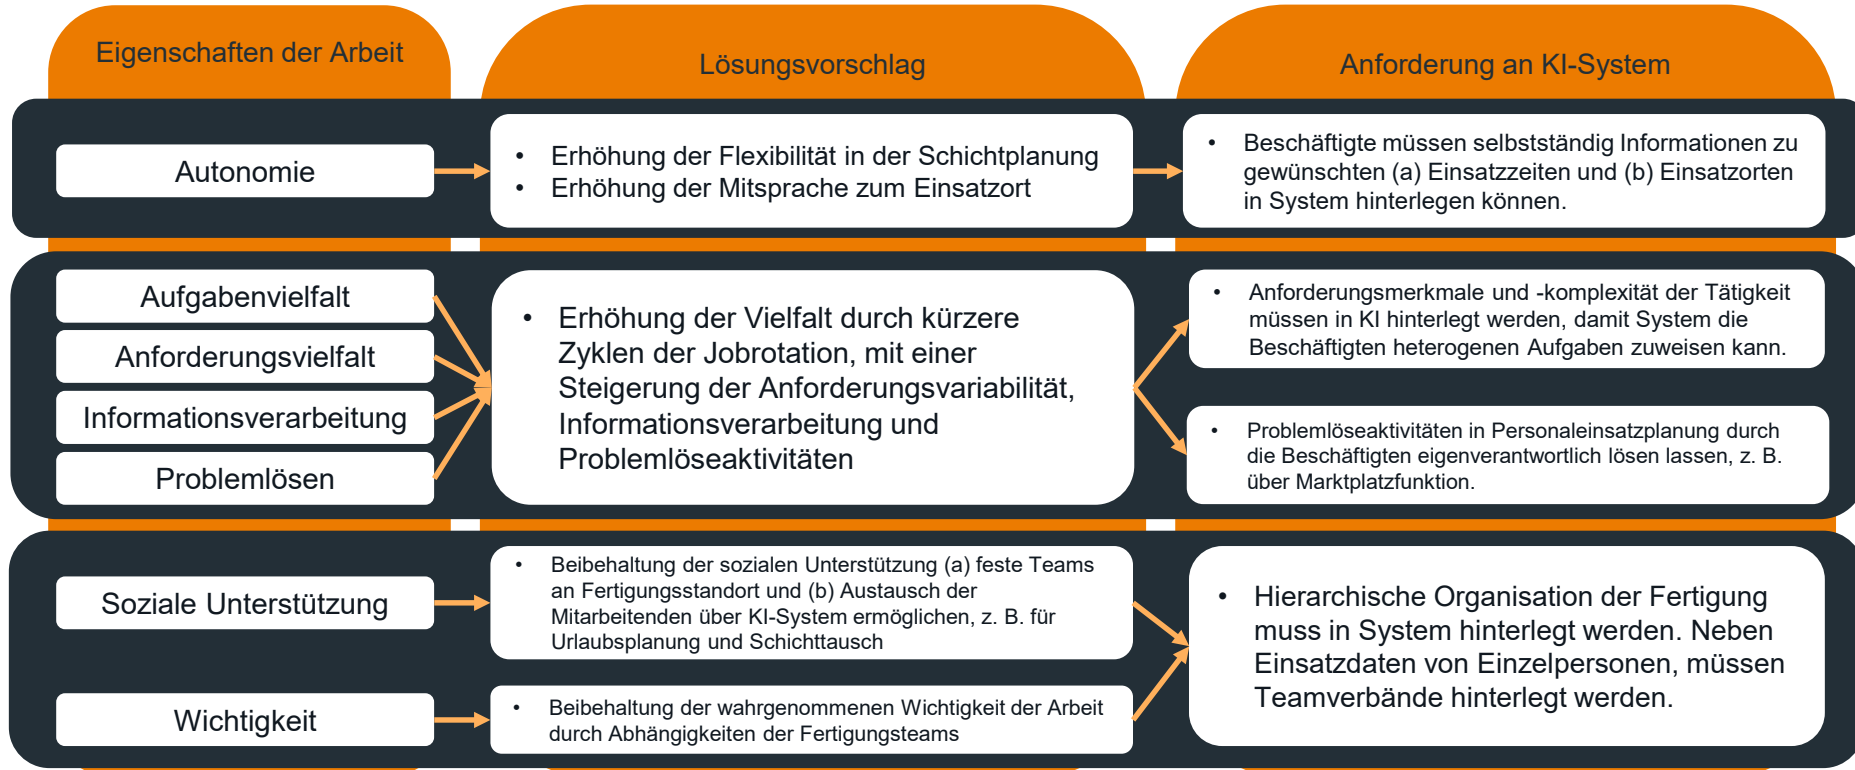 Eigenschaften der Arbeit
Lösungsvorschlag
Anforderung an KI-System
Autonomie
• Erhöhung der Flexibilität in der Schichtplanung
• Erhöhung der Mitsprache zum Einsatzort
• Beschäftigte müssen selbstständig Informationen zu
gewünschten (a) Einsatzzeiten und (b) Einsatzorten
in System hinterlegen können.
Aufgabenvielfalt
Anforderungsvielfalt
Informationsverarbeitung
Problemlösen
• Erhöhung der Vielfalt durch kürzere
Zyklen der Jobrotation, mit einer
Steigerung der Anforderungsvariabilität,
Informationsverarbeitung und
Problemlöseaktivitäten
• Anforderungsmerkmale und -komplexität der Tätigkeit
müssen in KI hinterlegt werden, damit System die
Beschäftigten heterogenen Aufgaben zuweisen kann.
• Problemlöseaktivitäten in Personaleinsatzplanung durch
die Beschäftigten eigenverantwortlich lösen lassen, z. B.
über Marktplatzfunktion.
Soziale Unterstützung
• Beibehaltung der sozialen Unterstützung (a) feste Teams
an Fertigungsstandort und (b) Austausch der
Mitarbeitenden über KI-System ermöglichen, z. B. für
Urlaubsplanung und Schichttausch
Wichtigkeit
• Beibehaltung der wahrgenommenen Wichtigkeit der Arbeit
durch Abhängigkeiten der Fertigungsteams
• Hierarchische Organisation der Fertigung
muss in System hinterlegt werden. Neben
Einsatzdaten von Einzelpersonen, müssen
Teamverbände hinterlegt werden.